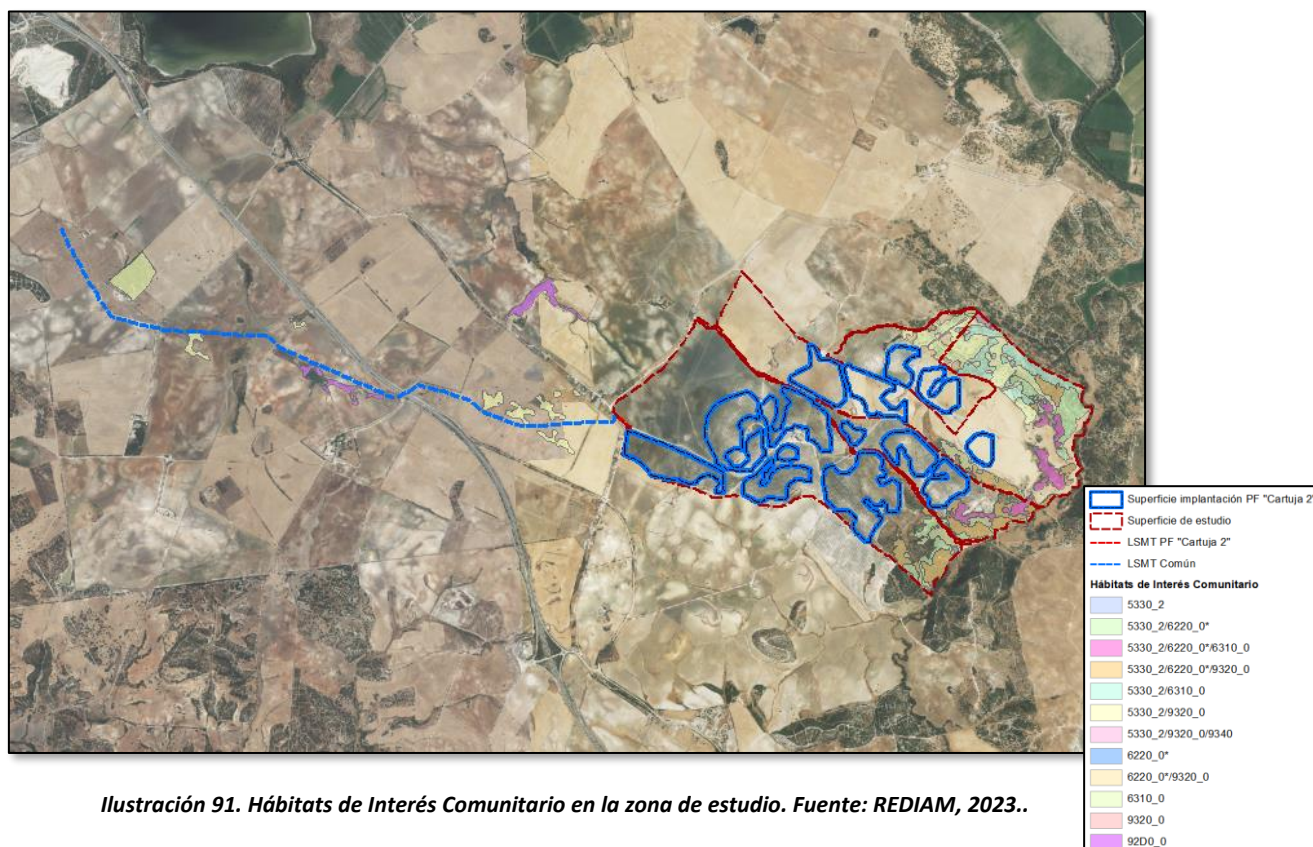 Superficie implantación PF "Cartuja 2"
Superficie de estudio
LSMT PF "Cartuja 2"
LSMT Común
Hábitats de Interés Comunitario
5330_2
5330_2/6220_0*
5330_2/6220_0*/6310_0
5330_2/6220_0*/9320_0
5330_2/6310_0
5330_2/9320_0
5330_2/9320_0/9340
6220_0*
6220_0*/9320_0
6310_0
9320_0
92D0_0
Ilustración 91. Hábitats de Interés Comunitario en la zona de estudio. Fuente: REDIAM, 2023..